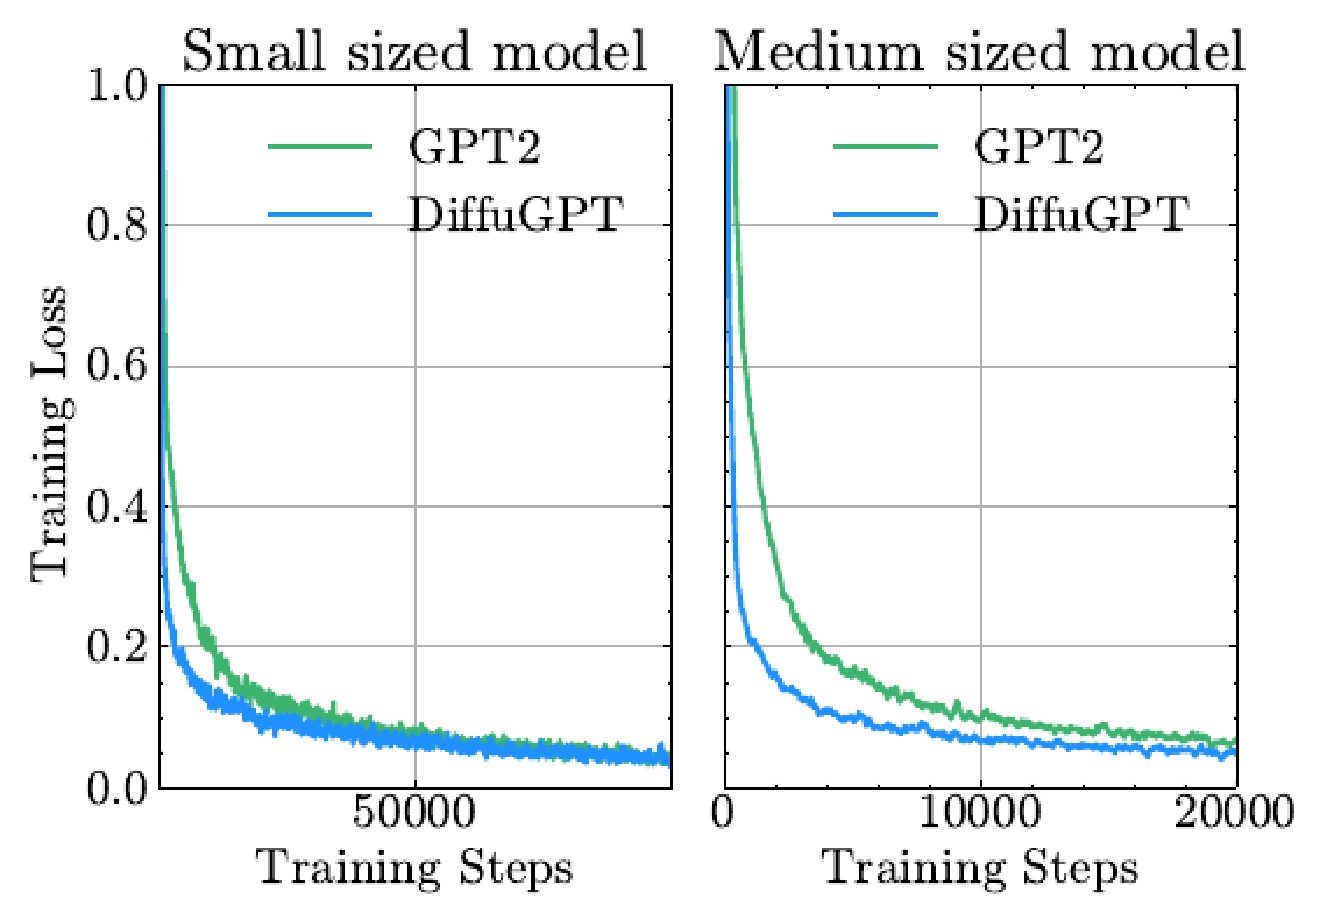 Small sized model
Medium sized model
1.0
0.8
0.6
0.4
0.2
0.0
Training Loss
GPT2
DiffuGPT
GPT2
DiffuGPT
50000
0
10000
20000
Training Steps
Training Steps